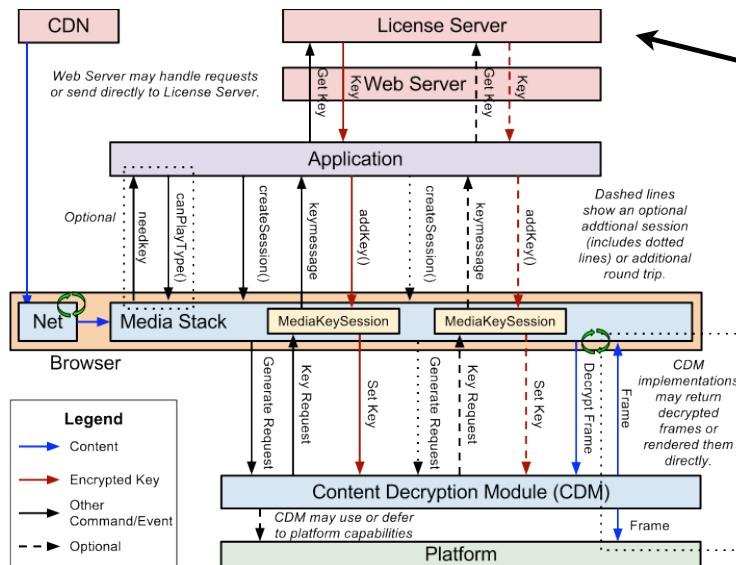 CDN
License Server
Web Server may handle requests
or send directly to License Server.
Get Key
Key
Get Key
Key
Web Server
Application
Optional
needkey
canPlayType()
createSession()
keymessage
addKey()
createSession()
keymessage
addKey()
Dashed lines
show an optional
addtional session
(includes dotted
lines) or additional
round trip.
Net
Media Stack
MediaKeySession
MediaKeySession
Browser
Generate Request
Key Request
Set Key
Generate Request
Key Request
Set Key
Decrypt Frame
Frame
CDM
implementations
may return
decrypted
frames or
rendered them
directly.
Legend
Content
Encrypted Key
Other
Command/Event
Optional
Content Decryption Module (CDM)
CDM may use or defer
to platform capabilities
Frame
Platform